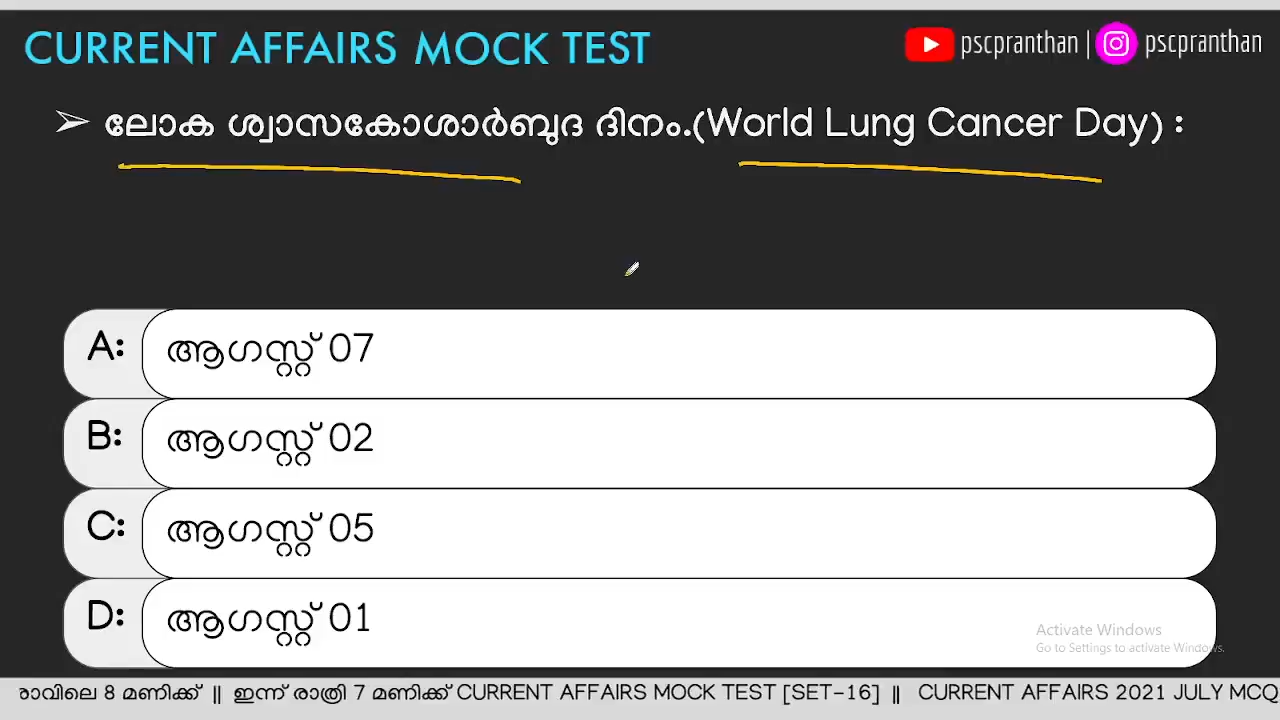 CURRENT AFFAIRS MOCK TEST
pscpranthan | pscpranthan
➢ ലോക ശ്വാസകോശാർബുദ ദിനം.(World Lung Cancer Day) :
A: ആഗസ്റ്റ് 07
B: ആഗസ്റ്റ് 02
C: ആഗസ്റ്റ് 05
D: ആഗസ്റ്റ് 01
Activate Windows
Go to Settings to activate Windows.
രാവിലെ 8 മണിക്ക് || ഇന്ന് രാത്രി 7 മണിക്ക് CURRENT AFFAIRS MOCK TEST [SET-16] || CURRENT AFFAIRS 2021 JULY MCQ